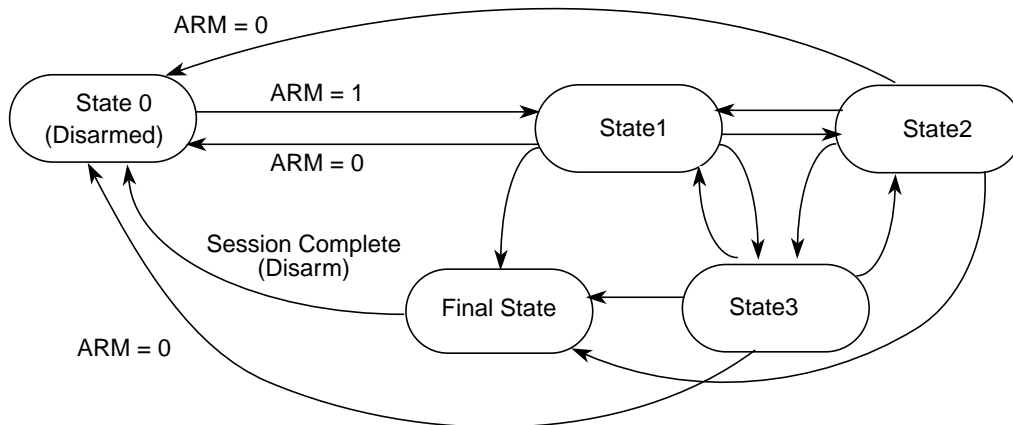 ARM = 0
State 0
(Disarmed)
ARM = 1
State1
State2
ARM = 0
Session Complete
(Disarm)
Final State
State3
ARM = 0